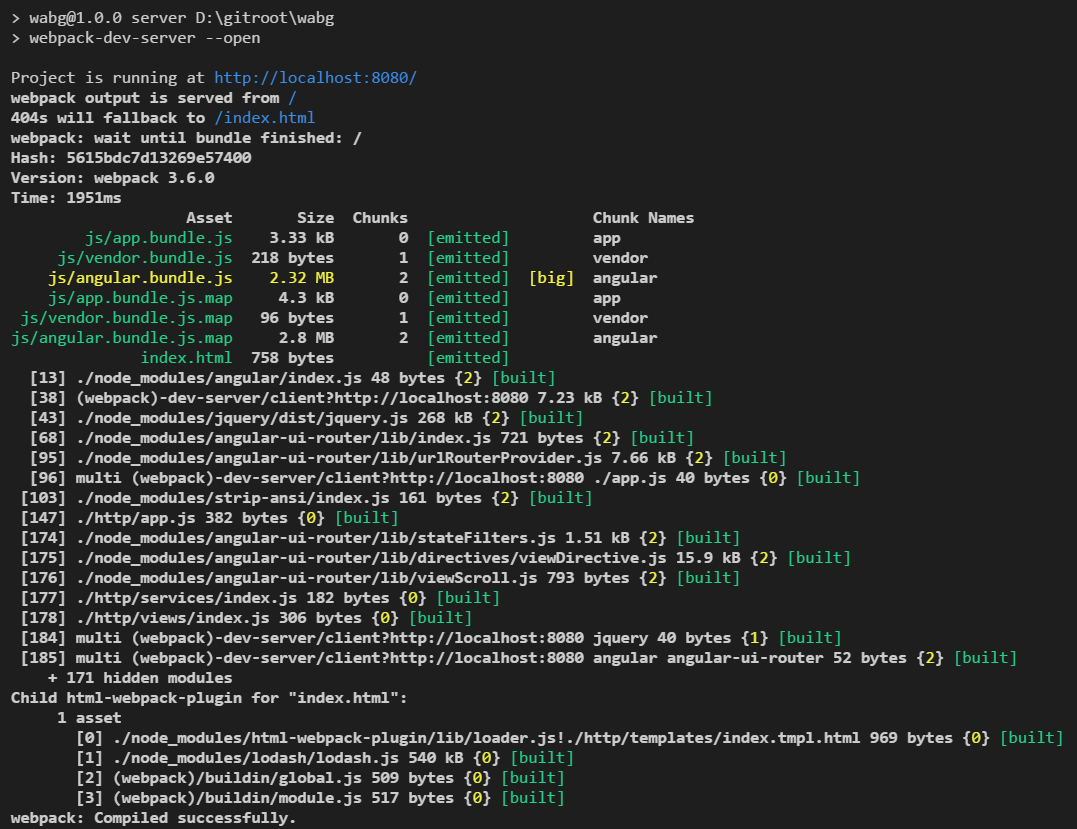 > wabg@1.0.0 server D:\gitroot\wabg
> webpack-dev-server --open
Project is running at http://localhost:8080/
webpack output is served from /
404s will fallback to /index.html
webpack: wait until bundle finished: /
Hash: 5615bdc7d13269e57400
Version: webpack 3.6.0
Time: 1951ms
Asset Size Chunks Chunk Names
js/app.bundle.js 3.33 kB 0 [emitted] app
js/vendor.bundle.js 218 bytes 1 [emitted] vendor
js/angular.bundle.js 2.32 MB 2 [emitted] [big] angular
js/app.bundle.js.map 4.3 kB 0 [emitted] app
js/vendor.bundle.js.map 96 bytes 1 [emitted] vendor
js/angular.bundle.js.map 2.8 MB 2 [emitted] angular
index.html 758 bytes [emitted]
[13] ./node_modules/angular/index.js 48 bytes {2} [built]
[38] (webpack)-dev-server/client?http://localhost:8080 7.23 kB {2} [built]
[43] ./node_modules/jquery/dist/jquery.js 268 kB {2} [built]
[68] ./node_modules/angular-ui-router/lib/index.js 721 bytes {2} [built]
[95] ./node_modules/angular-ui-router/lib/urlRouterProvider.js 7.66 kB {2} [built]
[96] multi (webpack)-dev-server/client?http://localhost:8080 ./app.js 40 bytes {0} [built]
[103] ./node_modules/strip-ansi/index.js 161 bytes {2} [built]
[147] ./http/app.js 382 bytes {0} [built]
[174] ./node_modules/angular-ui-router/lib/stateFilters.js 1.51 kB {2} [built]
[175] ./node_modules/angular-ui-router/lib/directives/viewDirective.js 15.9 kB {2} [built]
[176] ./node_modules/angular-ui-router/lib/viewScroll.js 793 bytes {2} [built]
[177] ./http/services/index.js 182 bytes {0} [built]
[178] ./http/views/index.js 306 bytes {0} [built]
[184] multi (webpack)-dev-server/client?http://localhost:8080 jquery 40 bytes {1} [built]
[185] multi (webpack)-dev-server/client?http://localhost:8080 angular angular-ui-router 52 bytes {2} [built]
+ 171 hidden modules
Child html-webpack-plugin for "index.html":
1 asset
[0] ./node_modules/html-webpack-plugin/lib/loader.js!./http/templates/index.tmpl.html 969 bytes {0} [built]
[1] ./node_modules/lodash/lodash.js 540 kB {0} [built]
[2] (webpack)/buildin/global.js 509 bytes {0} [built]
[3] (webpack)/buildin/module.js 517 bytes {0} [built]
webpack: Compiled successfully.